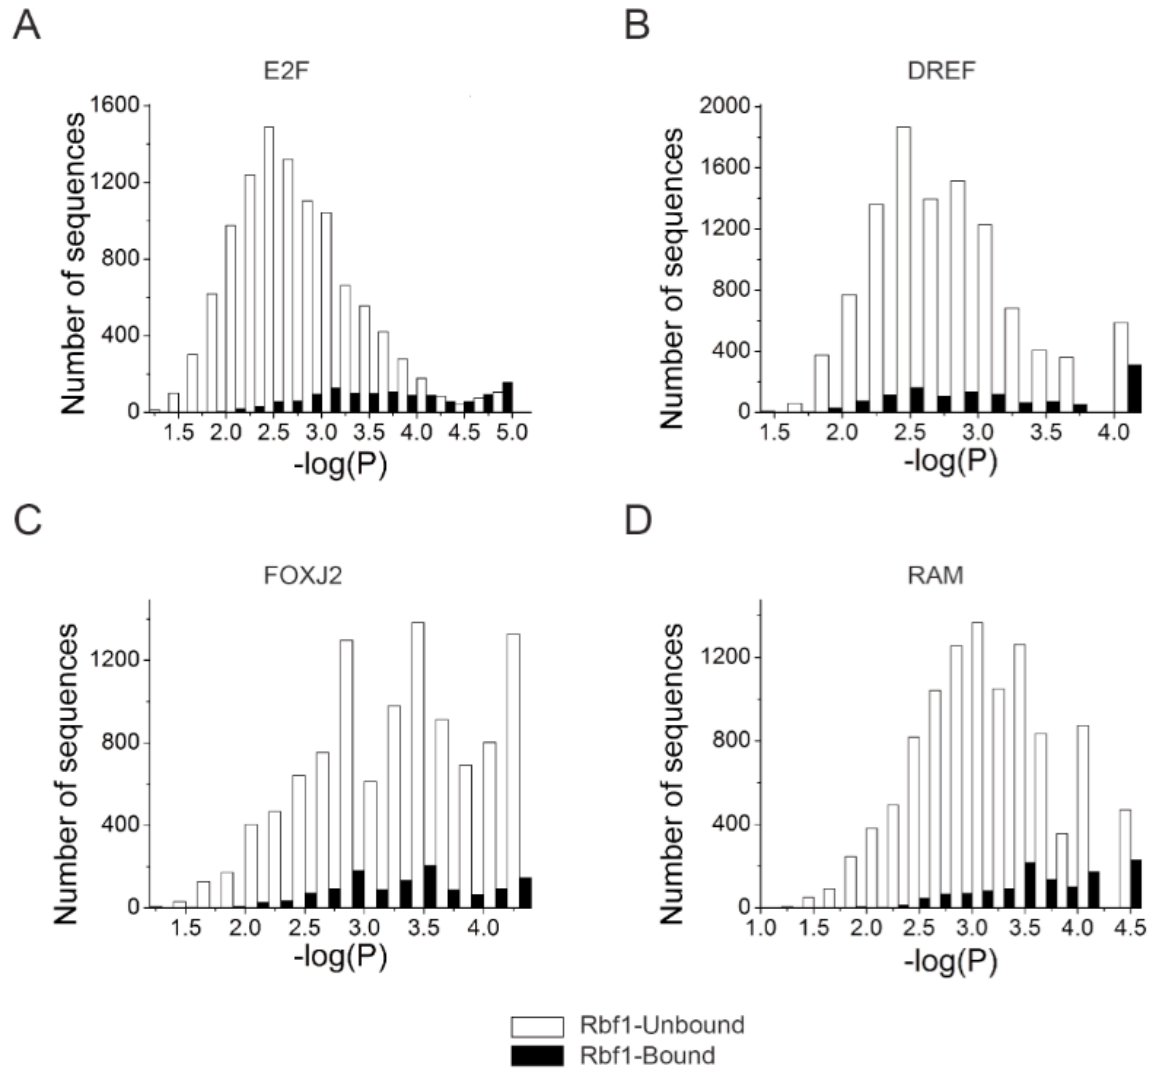 A
E2F
Number of sequences
1600
1200
800
400
0
1.5 2.0 2.5 3.0 3.5 4.0 4.5 5.0
-log(P)
B
DREF
Number of sequences
2000
1600
1200
800
400
0
1.5 2.0 2.5 3.0 3.5 4.0
-log(P)
C
FOXJ2
Number of sequences
1200
800
400
0
1.5 2.0 2.5 3.0 3.5 4.0
-log(P)
D
RAM
Number of sequences
1200
800
400
0
1.0 1.5 2.0 2.5 3.0 3.5 4.0 4.5
-log(P)
Rbf1-Unbound
Rbf1-Bound